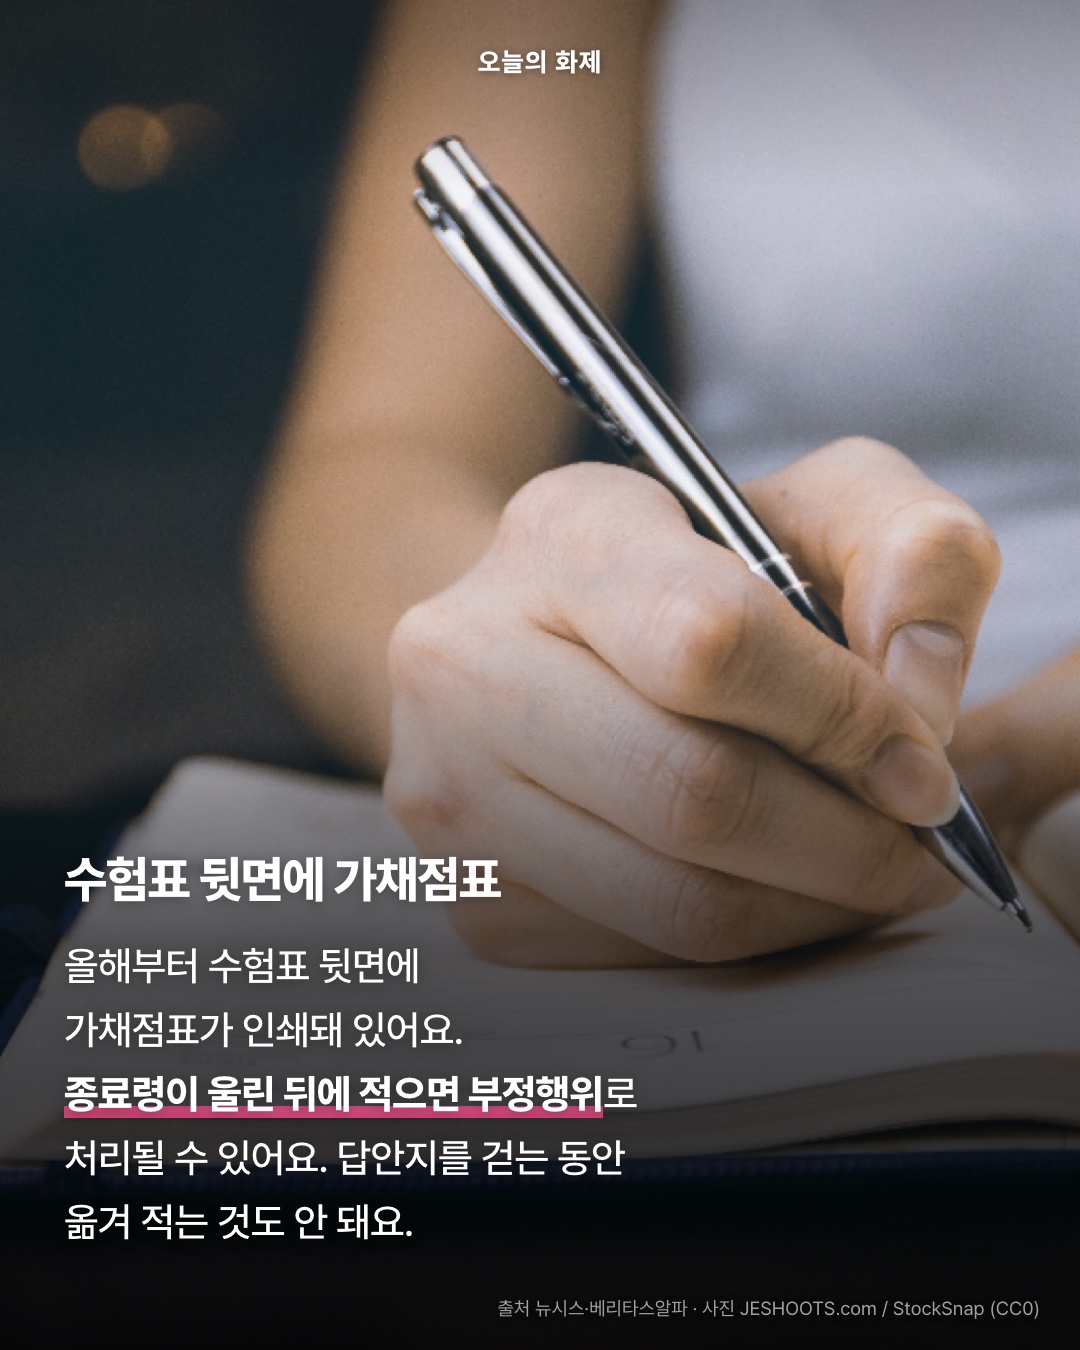 오늘의 화제
수험표 뒷면에 가채점표
올해부터 수험표 뒷면에
가채점표가 인쇄돼 있어요.
종료령이 울린 뒤에 적으면 부정행위로
처리될 수 있어요. 답안지를 걷는 동안
옮겨 적는 것도 안 돼요.
출처 뉴시스·베리타스알파 · 사진 JESHOOTS.com / StockSnap (CC0)